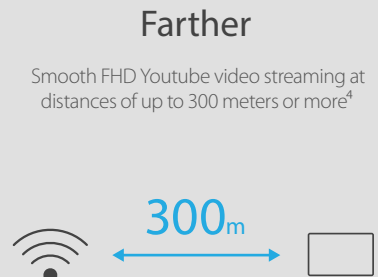 Farther
Smooth FHD Youtube video streaming at
distances of up to 300 meters or more⁴
300m